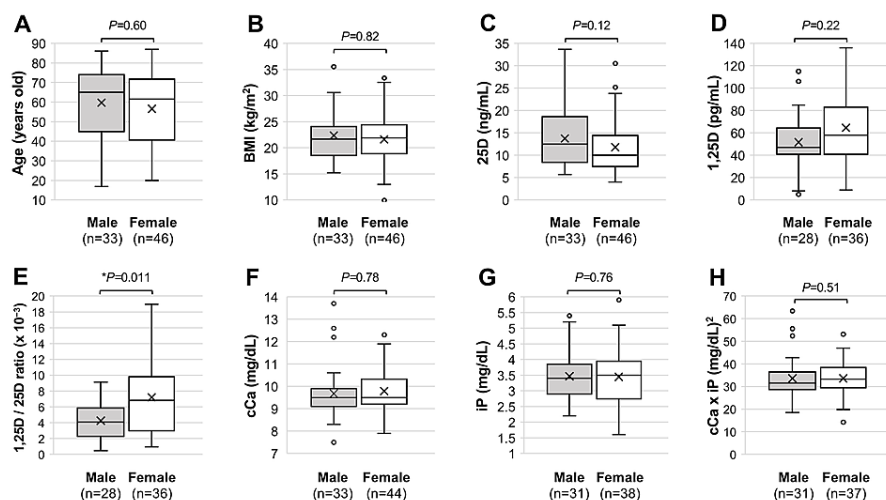 A
P=0.60
Age (years old)
90
80
70
60
50
40
30
20
10
Male
(n=33)
Female
(n=46)
B
P=0.82
BMI (kg/m²)
40
35
30
25
20
15
10
Male
(n=33)
Female
(n=46)
C
P=0.12
25D (ng/mL)
35
30
25
20
15
10
5
0
Male
(n=33)
Female
(n=46)
D
P=0.22
1,25D (pg/mL)
140
120
100
80
60
40
20
0
Male
(n=28)
Female
(n=36)
E
*P=0.011
1,25D / 25D ratio (x 10⁻³)
20
18
16
14
12
10
8
6
4
2
0
Male
(n=28)
Female
(n=36)
F
P=0.78
cCa (mg/dL)
14
13
12
11
10
9
8
7
Male
(n=33)
Female
(n=44)
G
P=0.76
iP (mg/dL)
6
5.5
5
4.5
4
3.5
3
2.5
2
1.5
1
Male
(n=31)
Female
(n=38)
H
P=0.51
cCa x iP (mg/dL)²
70
60
50
40
30
20
10
0
Male
(n=31)
Female
(n=37)